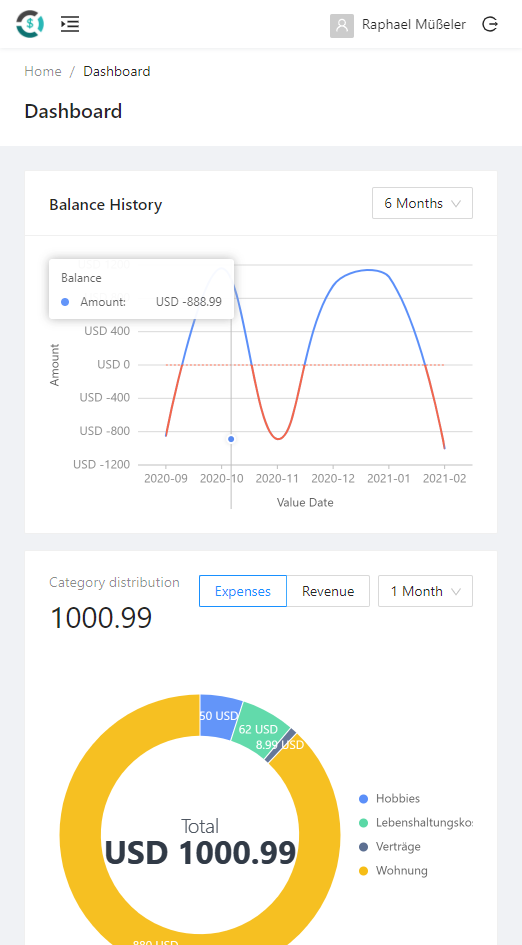 $
Raphael Müßeler
Home / Dashboard
Dashboard
Balance History
6 Months
Balance
Amount: USD -888.99
USD 400
USD 0
USD -400
USD -800
USD -1200
Amount
2020-09 2020-10 2020-11 2020-12 2021-01 2021-02
Value Date
Category distribution
1000.99
Expenses Revenue 1 Month
50 USD
62 USD
8.99 USD
Total
USD 1000.99
880 USD
Hobbies
Lebenshaltungskos
Verträge
Wohnung